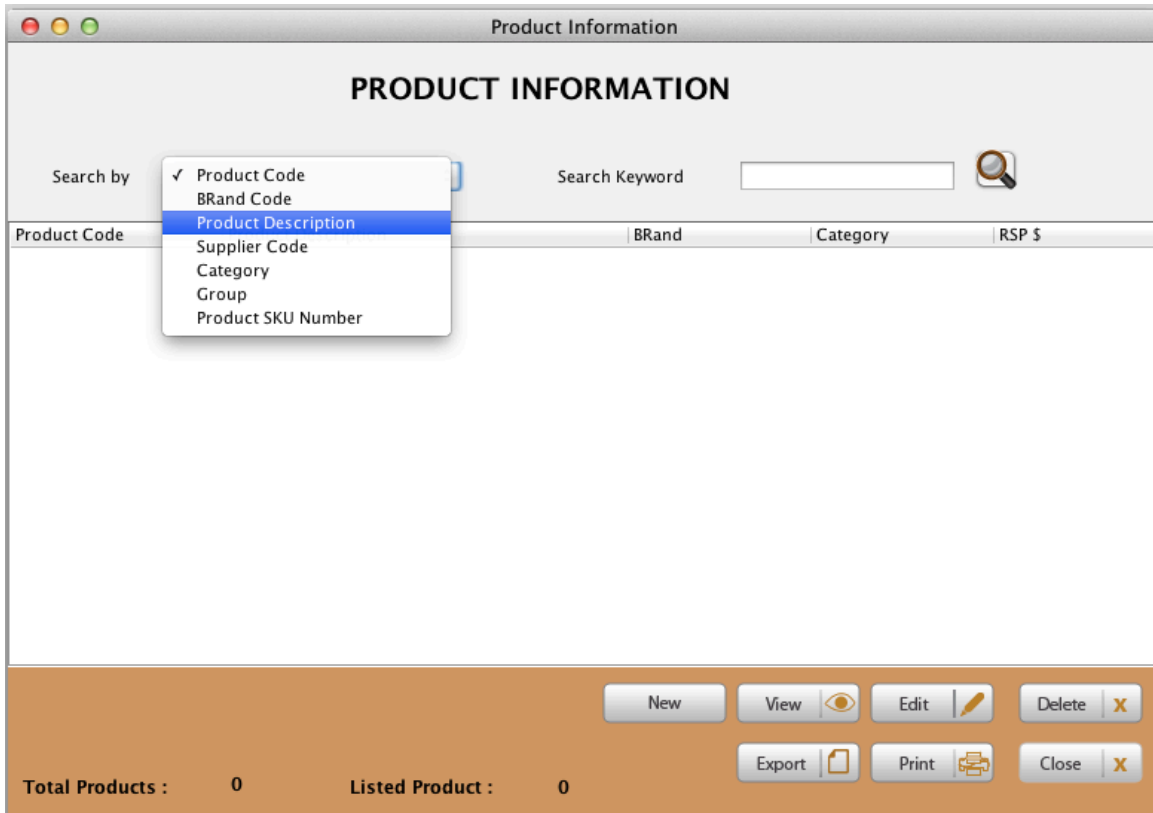 Product Information
PRODUCT INFORMATION
Search by
✓ Product Code
BRand Code
Product Description
Supplier Code
Category
Group
Product SKU Number
Search Keyword
Product Code BRand Category RSP $
New View Edit Delete X
Export Print Close X
Total Products : 0 Listed Product : 0